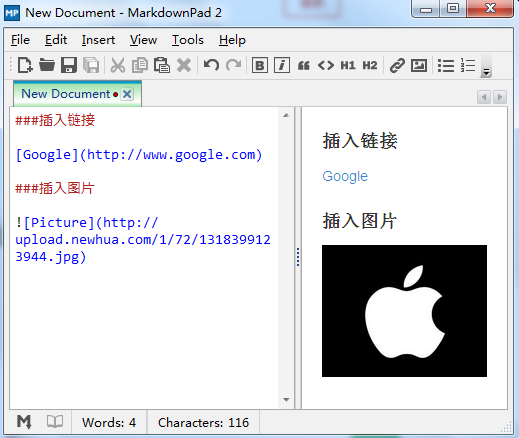 New Document - MarkdownPad 2
File Edit Insert View Tools Help
B i “ <> H1 H2
New Document
###插入链接
[Google](http://www.google.com)
###插入图片
![Picture](http://
upload.newhua.com/1/72/131839912
3944.jpg)
插入链接
Google
插入图片
Words: 4 Characters: 116